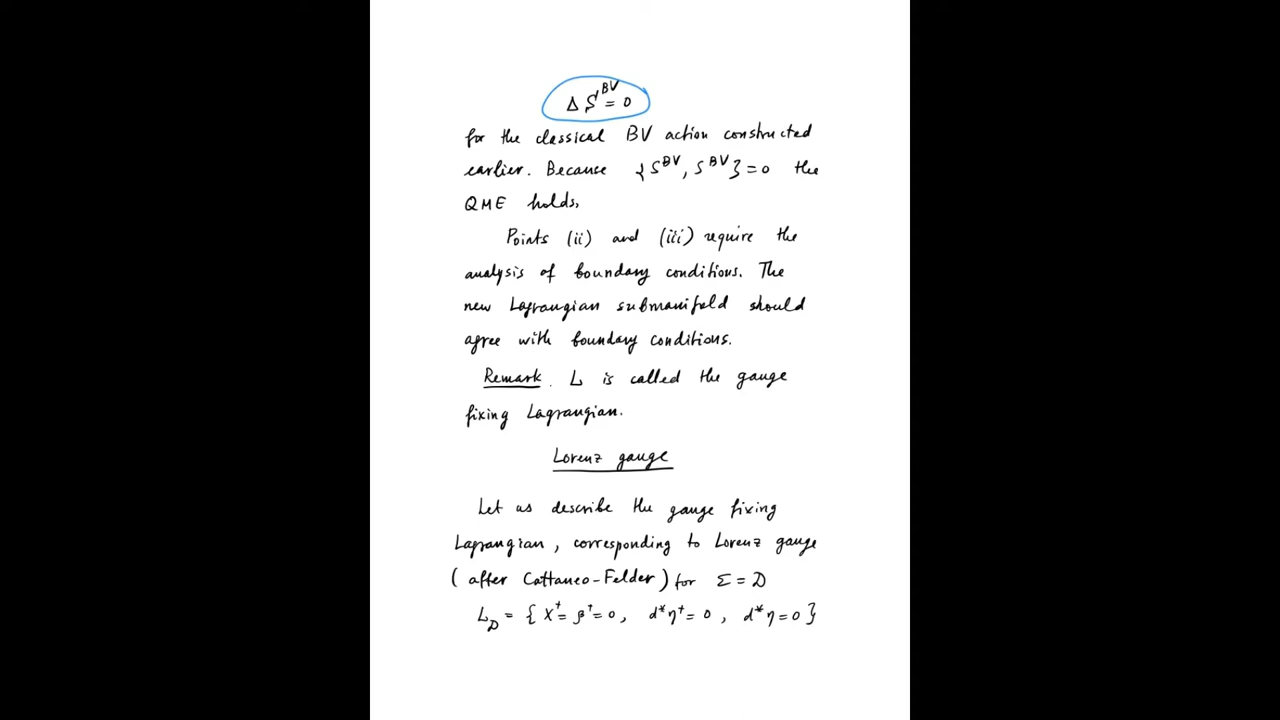 Δ S^BV = 0
for the classical BV action constructed
earlier. Because {S^BV, S^BV} = 0 the
QME holds.
Points (ii) and (iii) require the
analysis of boundary conditions. The
new Lagrangian submanifold should
agree with boundary conditions.
Remark. L is called the gauge
fixing Lagrangian.
Lorenz gauge
Let us describe the gauge fixing
Lagrangian, corresponding to Lorenz gauge
(after Cattaneo-Felder) for Σ = D
L_D = { X^+ = β^+ = 0, d*η^+ = 0, d*η = 0 }